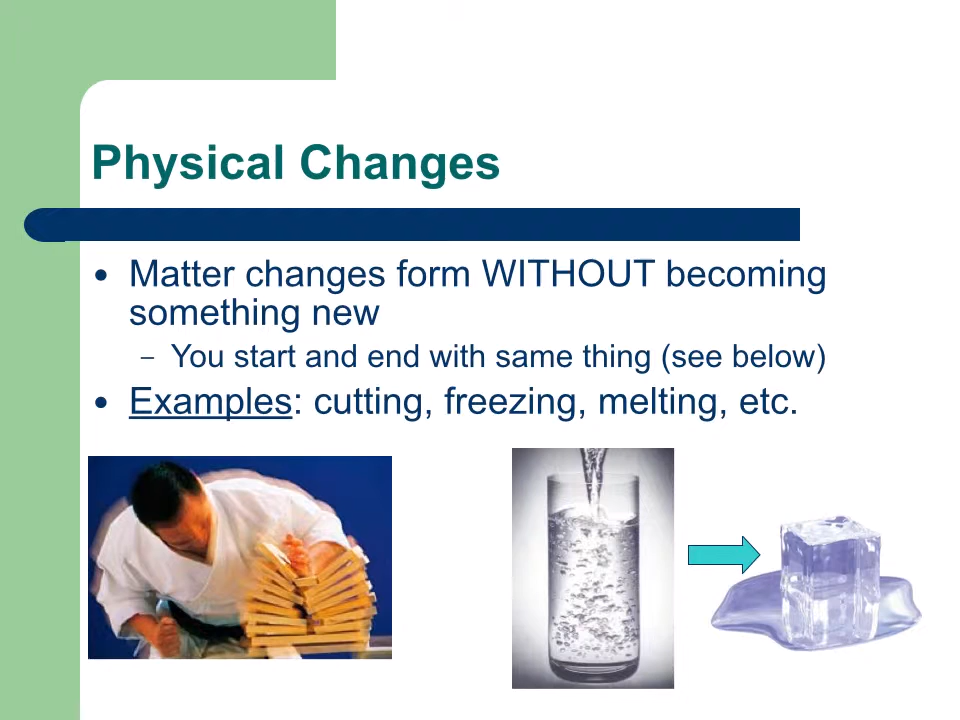 Physical Changes
• Matter changes form WITHOUT becoming
something new
– You start and end with same thing (see below)
• Examples: cutting, freezing, melting, etc.